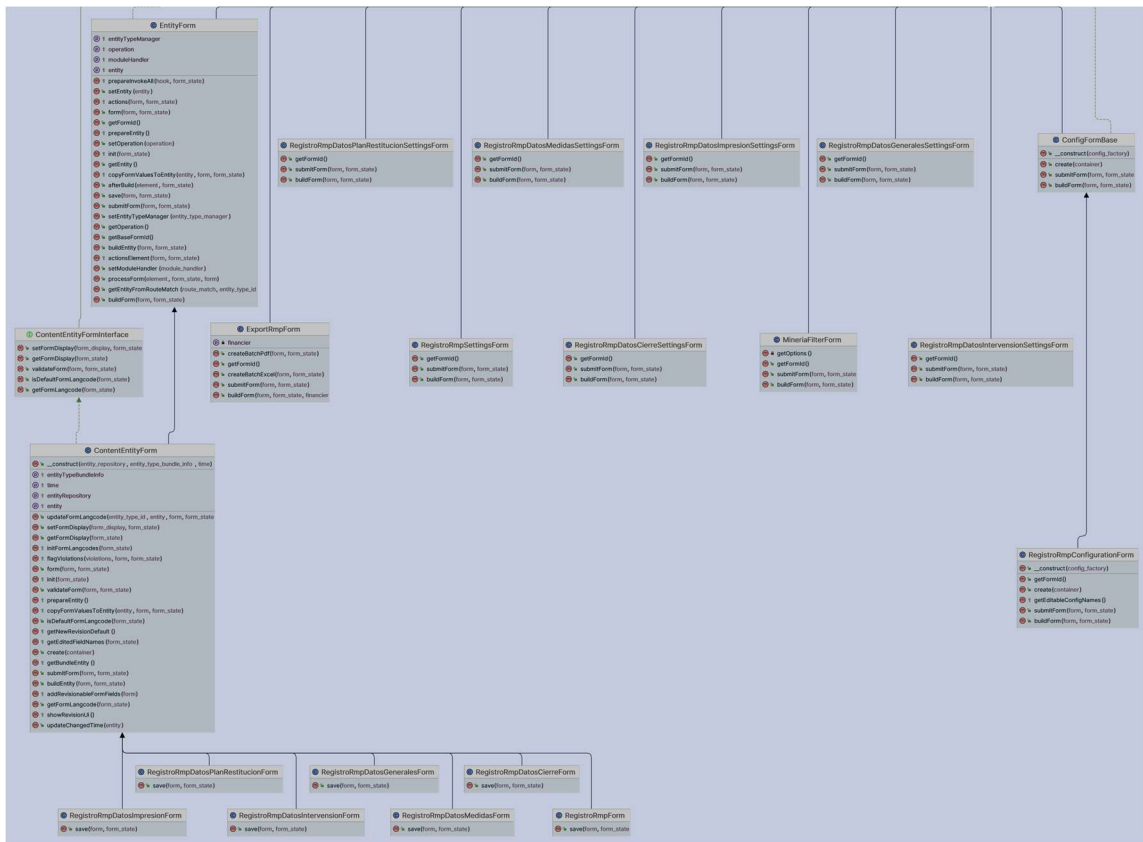 EntityForm
entityTypeManager
operation
moduleHandler
entity
prepareInvokeAll(hook, form_state)
setEntity(entity)
actions(form, form_state)
form(form, form_state)
getFormId()
prepareEntity()
setOperation(operation)
init(form_state)
getEntity()
copyFormValuesToEntity(entity, form, form_state)
afterBuild(element, form_state)
save(form, form_state)
submitForm(form, form_state)
setEntityTypeManager(entity_type_manager)
getOperation()
getBaseFormId()
buildEntity(form, form_state)
actionsElement(form, form_state)
setModuleHandler(module_handler)
processForm(element, form_state, form)
getEntityFromRouteMatch(route_match, entity_type_id
buildForm(form, form_state)
RegistroRmpDatosPlanRestitucionSettingsForm
getFormId()
submitForm(form, form_state)
buildForm(form, form_state)
RegistroRmpDatosMedidasSettingsForm
getFormId()
submitForm(form, form_state)
buildForm(form, form_state)
RegistroRmpDatosImpresionSettingsForm
getFormId()
submitForm(form, form_state)
buildForm(form, form_state)
RegistroRmpDatosGeneralesSettingsForm
getFormId()
submitForm(form, form_state)
buildForm(form, form_state)
ConfigFormBase
__construct(config_factory)
create(container)
submitForm(form, form_state)
buildForm(form, form_state)
ContentEntityFormInterface
setFormDisplay(form_display, form_state
getFormDisplay(form_state)
validateForm(form, form_state)
isDefaultFormLangcode(form_state)
getFormLangcode(form_state)
ExportRmpForm
financier
createBatchPdf(form, form_state)
getFormId()
createBatchExcel(form, form_state)
submitForm(form, form_state)
buildForm(form, form_state, financier
RegistroRmpSettingsForm
getFormId()
submitForm(form, form_state)
buildForm(form, form_state)
RegistroRmpDatosCierreSettingsForm
getFormId()
submitForm(form, form_state)
buildForm(form, form_state)
MineriaFilterForm
getOptions()
getFormId()
submitForm(form, form_state)
buildForm(form, form_state)
RegistroRmpDatosIntervensionSettingsForm
getFormId()
submitForm(form, form_state)
buildForm(form, form_state)
ContentEntityForm
__construct(entity_repository, entity_type_bundle_info, time)
entityTypeBundleInfo
time
entityRepository
entity
updateFormLangcode(entity_type_id, entity, form, form_state
setFormDisplay(form_display, form_state)
getFormDisplay(form_state)
initFormLangcodes(form_state)
flagViolations(violations, form, form_state)
form(form, form_state)
init(form_state)
validateForm(form, form_state)
prepareEntity()
copyFormValuesToEntity(entity, form, form_state)
isDefaultFormLangcode(form_state)
getNewRevisionDefault()
getEditedFieldNames(form_state)
create(container)
getBundleEntity()
submitForm(form, form_state)
buildEntity(form, form_state)
addRevisionableFormFields(form)
getFormLangcode(form_state)
showRevisionUi()
updateChangedTime(entity)
RegistroRmpConfigurationForm
__construct(config_factory)
getFormId()
create(container)
getEditableConfigNames()
submitForm(form, form_state)
buildForm(form, form_state)
RegistroRmpDatosPlanRestitucionForm
save(form, form_state)
RegistroRmpDatosGeneralesForm
save(form, form_state)
RegistroRmpDatosCierreForm
save(form, form_state)
RegistroRmpDatosImpresionForm
save(form, form_state)
RegistroRmpDatosIntervensionForm
save(form, form_state)
RegistroRmpDatosMedidasForm
save(form, form_state)
RegistroRmpForm
save(form, form_state